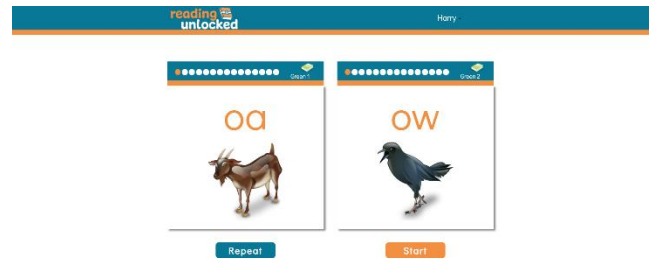 reading
unlocked
Harry
Green 1
Green 2
oa
ow
Repeat
Start